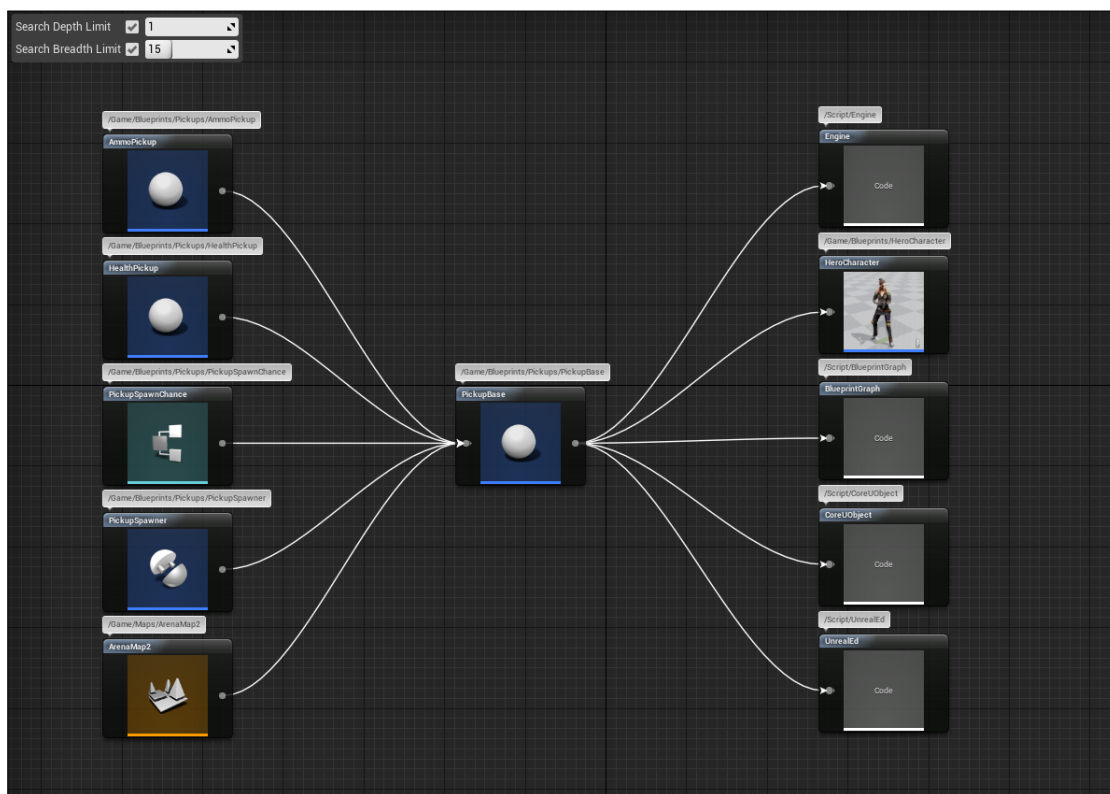 Search Depth Limit 1
Search Breadth Limit 15
/Game/Blueprints/Pickups/AmmoPickup
AmmoPickup
/Game/Blueprints/Pickups/HealthPickup
HealthPickup
/Game/Blueprints/Pickups/PickupSpawnChance
PickupSpawnChance
/Game/Blueprints/Pickups/PickupSpawner
PickupSpawner
/Game/Maps/ArenaMap2
ArenaMap2
/Game/Blueprints/Pickups/PickupBase
PickupBase
/Script/Engine
Engine
Code
/Game/Blueprints/HeroCharacter
HeroCharacter
/Script/BlueprintGraph
BlueprintGraph
Code
/Script/CoreUObject
CoreUObject
Code
/Script/UnrealEd
UnrealEd
Code